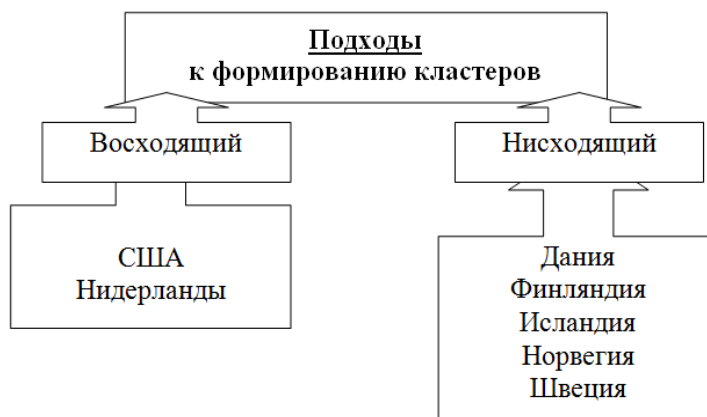 Подходы
к формированию кластеров
Восходящий
Нисходящий
США
Нидерланды
Дания
Финляндия
Исландия
Норвегия
Швеция